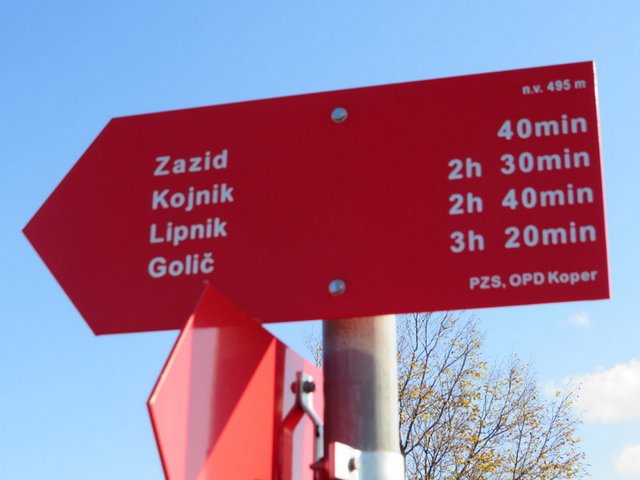 n.v. 495 m
Zazid 40min
Kojnik 2h 30min
Lipnik 2h 40min
Golič 3h 20min
PZS, OPD Koper